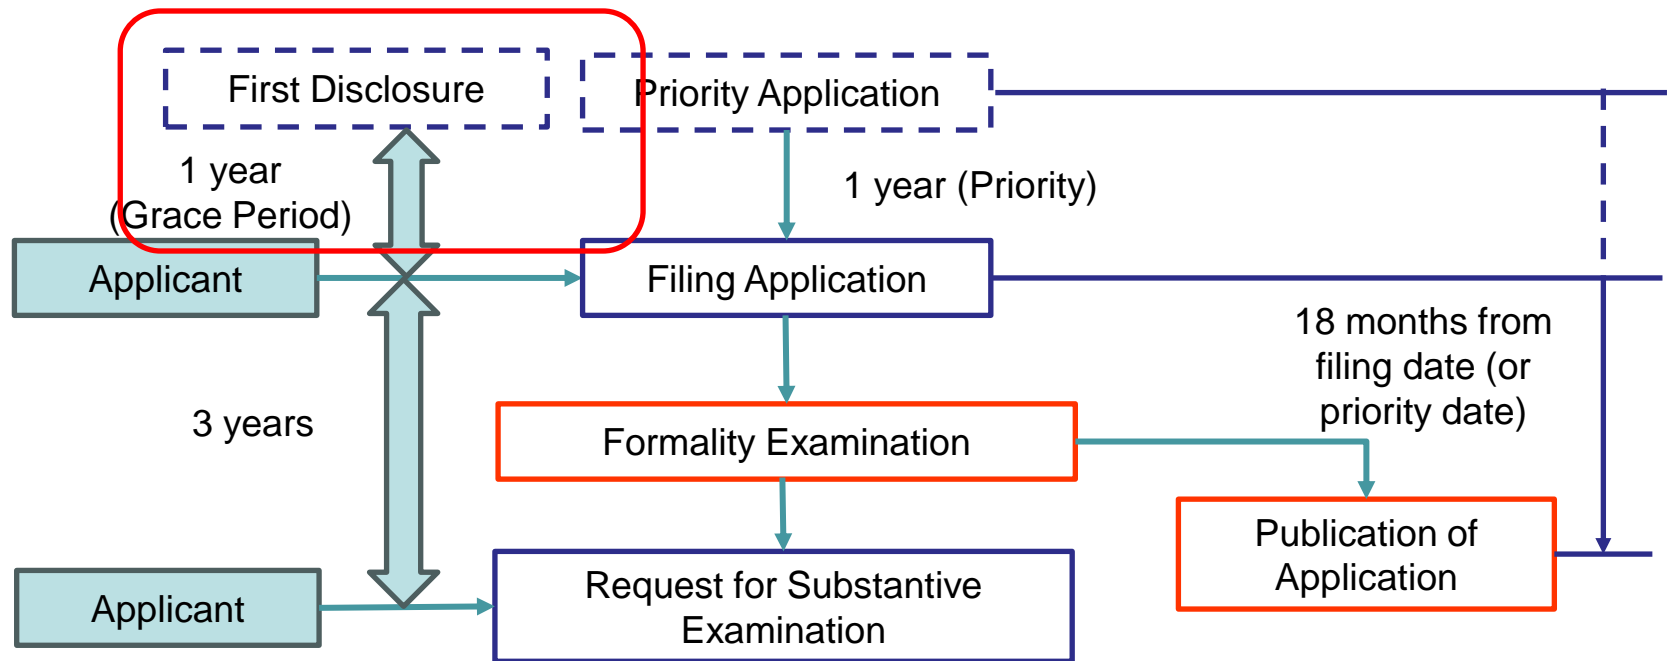 First Disclosure
Priority Application
1 year
(Grace Period)
1 year (Priority)
Applicant
Filing Application
18 months from
filing date (or
priority date)
3 years
Formality Examination
Publication of
Application
Applicant
Request for Substantive
Examination